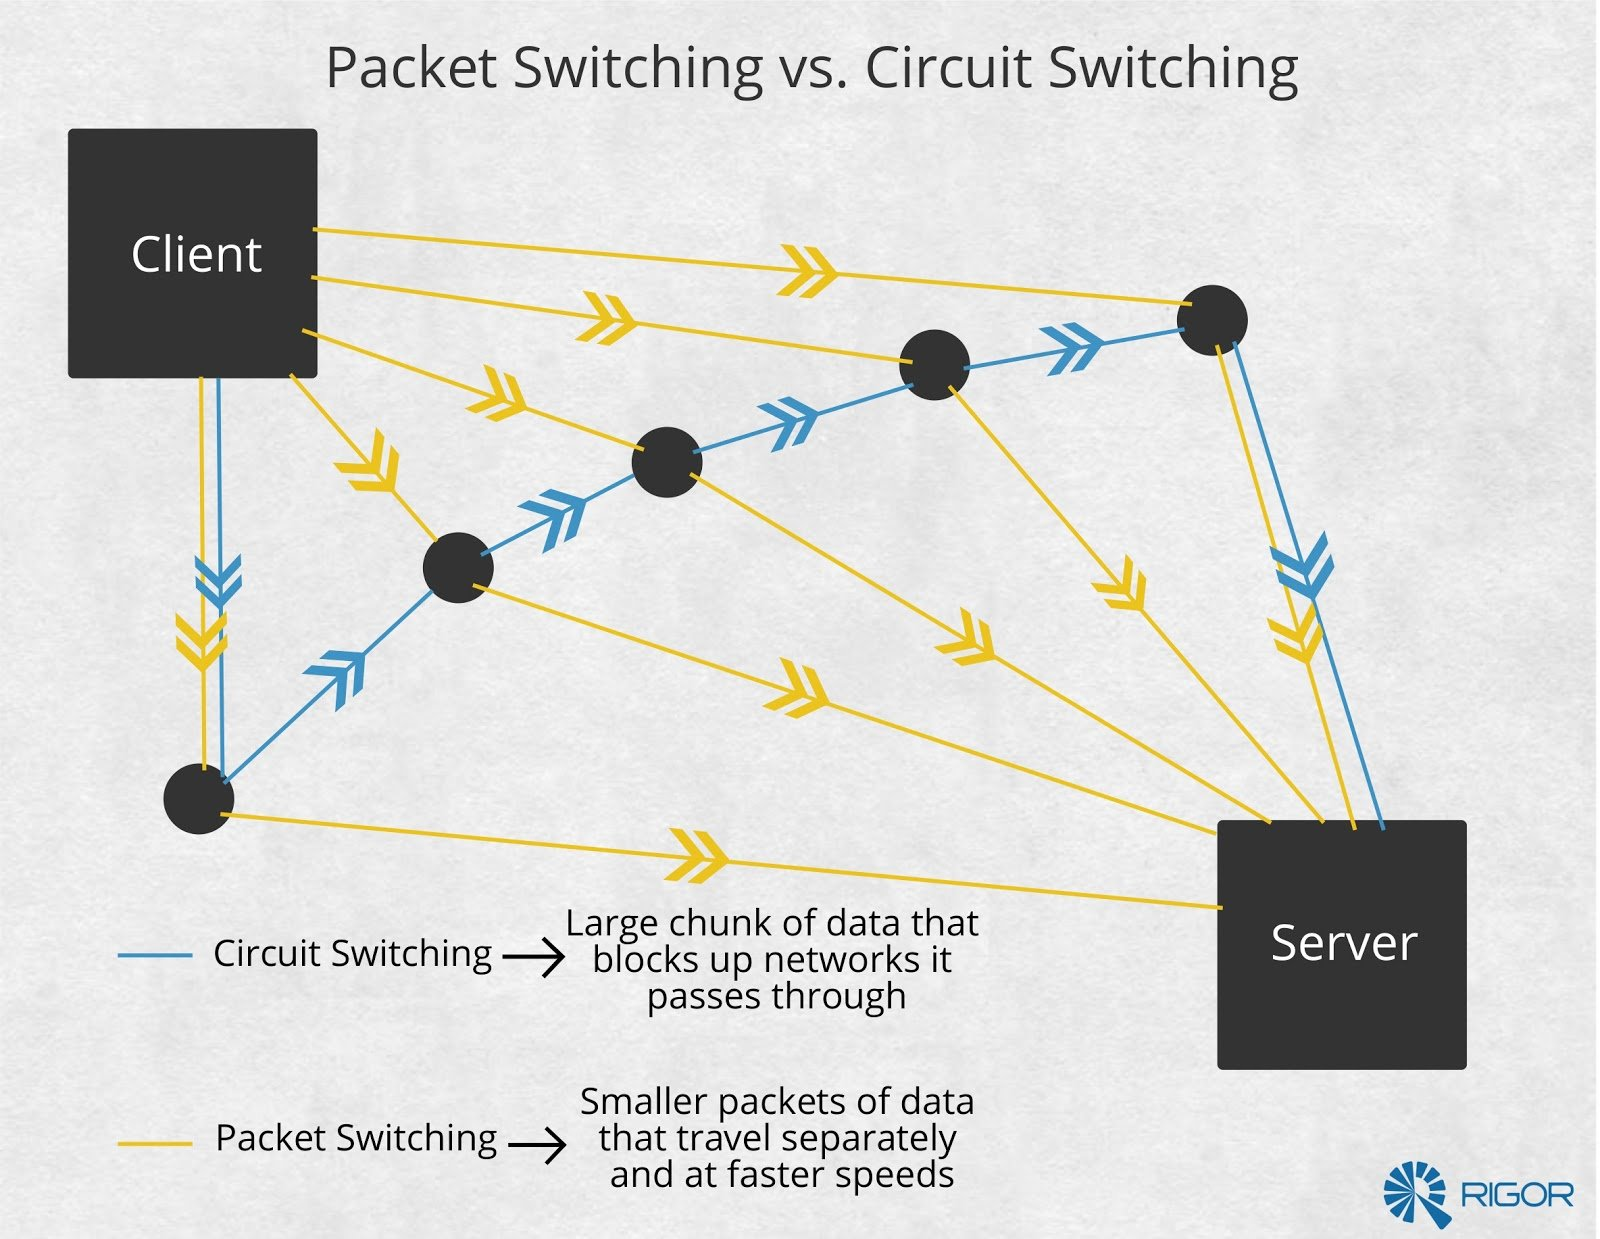 Packet Switching vs. Circuit Switching
Client
Server
Circuit Switching
Large chunk of data that
blocks up networks it
passes through
Packet Switching
Smaller packets of data
that travel separately
and at faster speeds
RIGOR